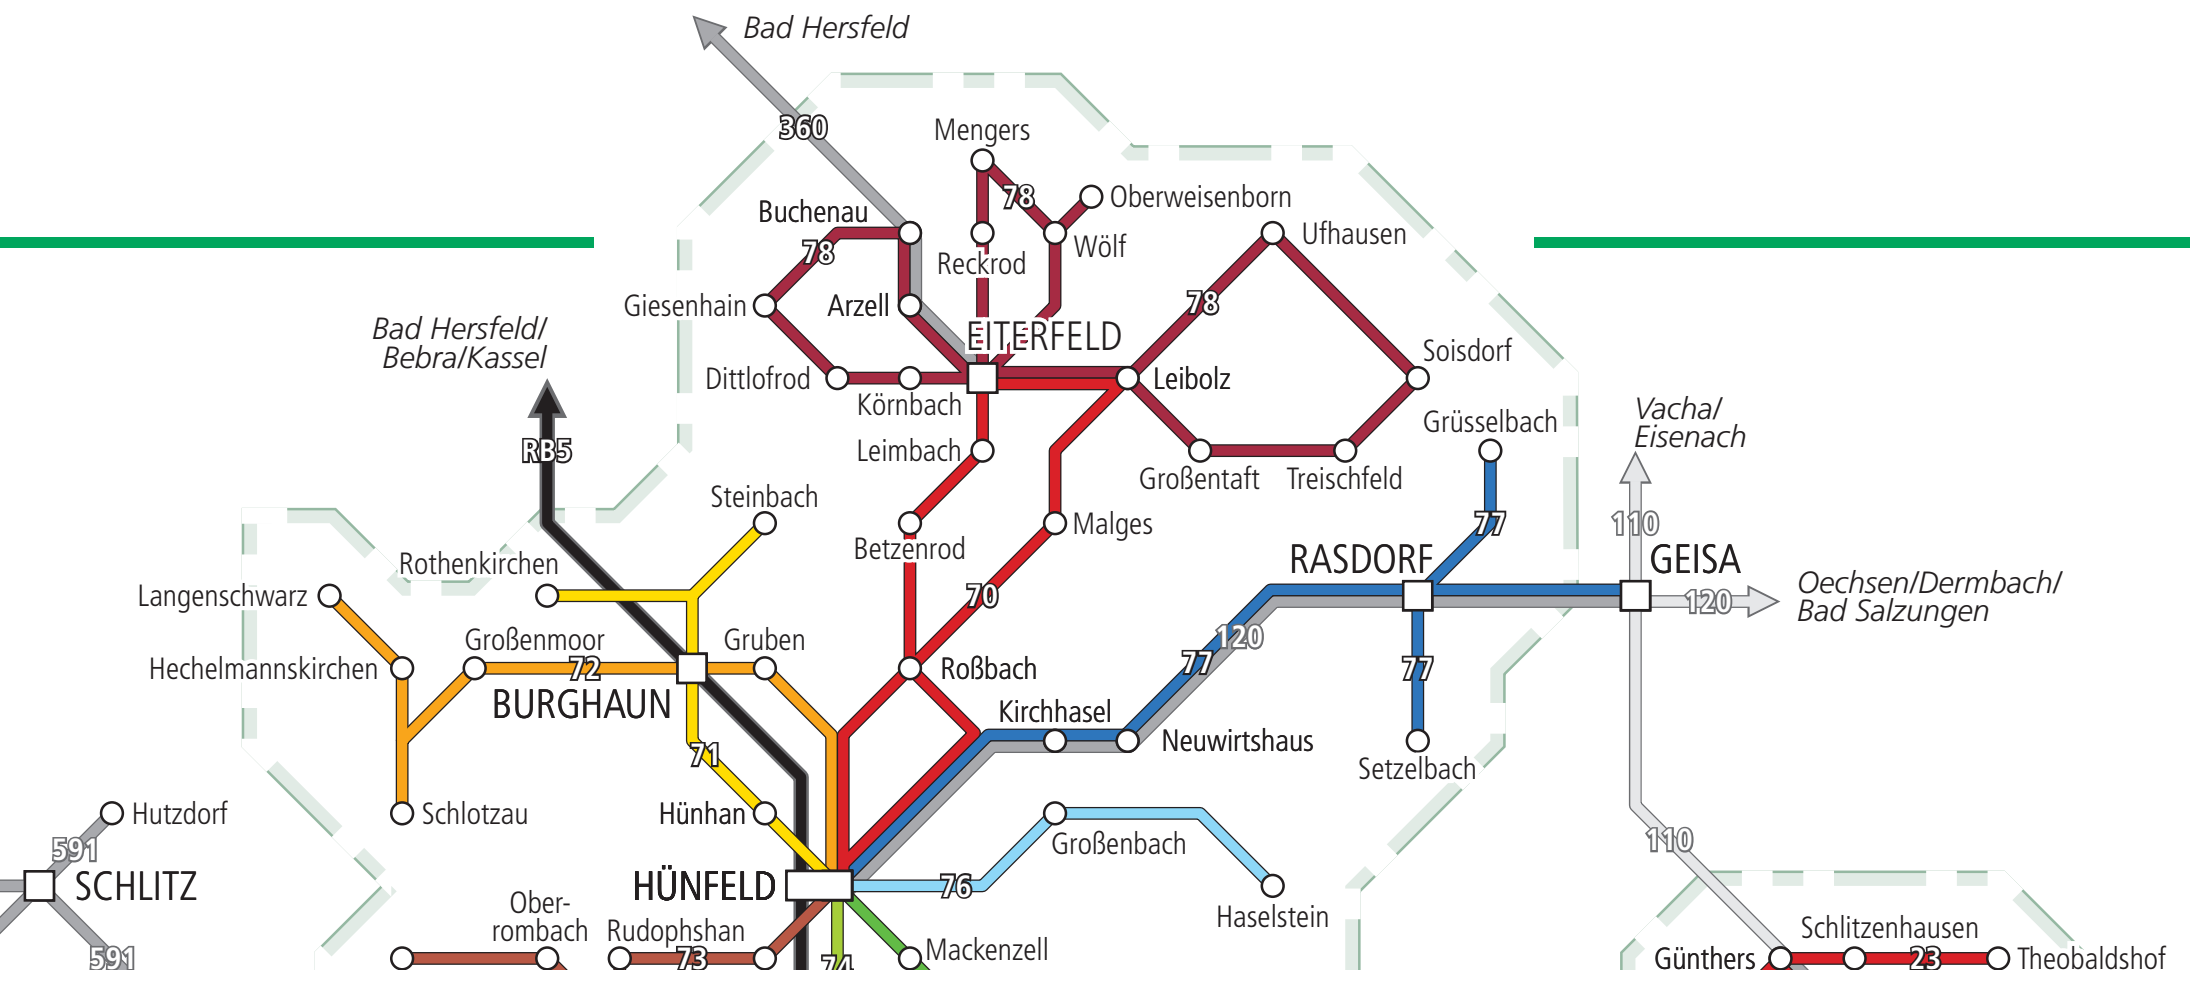 Bad Hersfeld
360
Mengers
78
Oberweisenborn
Buchenau
78
Reckrod
Wölf
Ufhausen
Giesenhain
Arzell
78
Bad Hersfeld/
Bebra/Kassel
EITERFELD
Soisdorf
Dittlofrod
Körnbach
Leibolz
Vacha/
Eisenach
RB5
Leimbach
Grüsselbach
Großentaft
Treischfeld
Steinbach
Betzenrod
Malges
77
110
Rothenkirchen
RASDORF
GEISA
Langenschwarz
70
120
Oechsen/Dermbach/
Bad Salzungen
Großenmoor
Gruben
120
Hechelmannskirchen
72
Roßbach
77
77
BURGHAUN
Kirchhasel
71
Neuwirtshaus
Setzelbach
Hutzdorf
Schlotzau
Hünhan
591
Großenbach
110
SCHLITZ
HÜNFELD
76
Ober-
rombach
Rudophshan
Haselstein
591
73
74
Mackenzell
Schlitzenhausen
Günthers
23
Theobaldshof